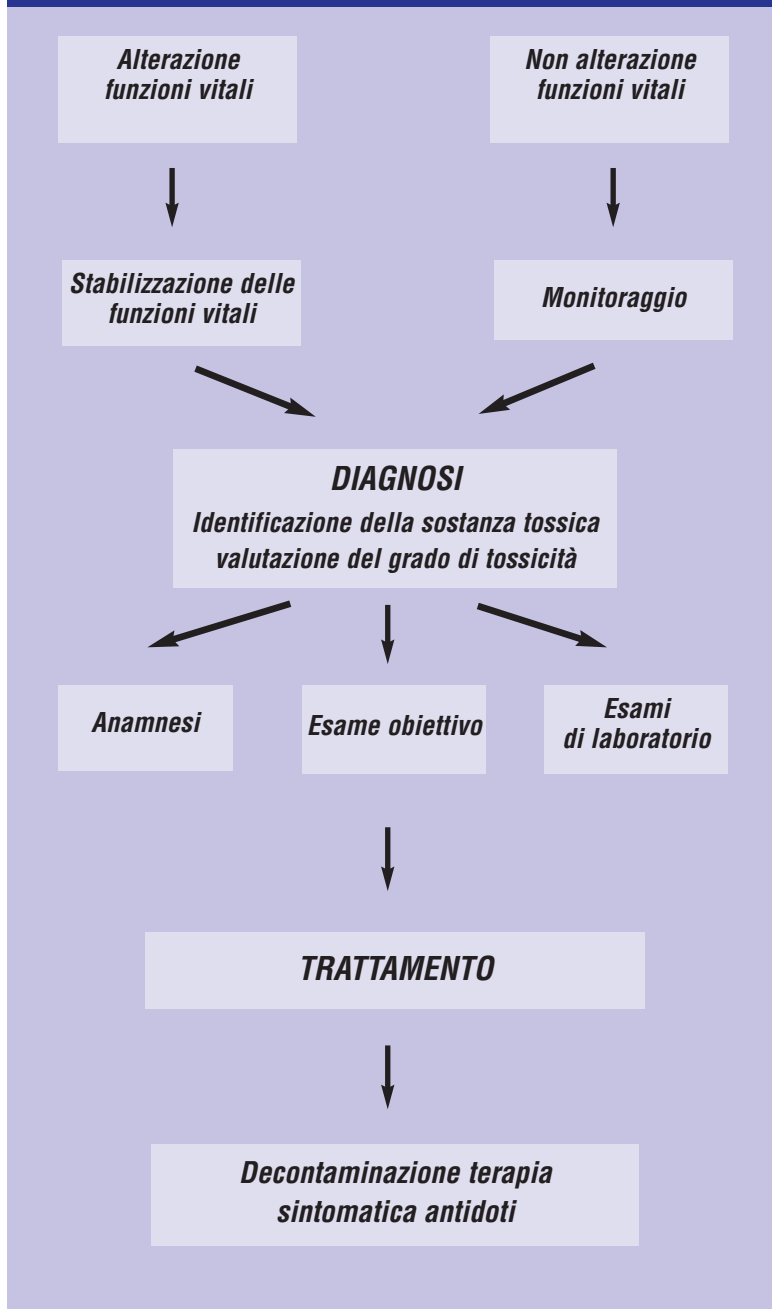 Alterazione
funzioni vitali
Non alterazione
funzioni vitali
Stabilizzazione delle
funzioni vitali
Monitoraggio
DIAGNOSI
Identificazione della sostanza tossica
valutazione del grado di tossicità
Anamnesi
Esame obiettivo
Esami
di laboratorio
TRATTAMENTO
Decontaminazione terapia
sintomatica antidoti